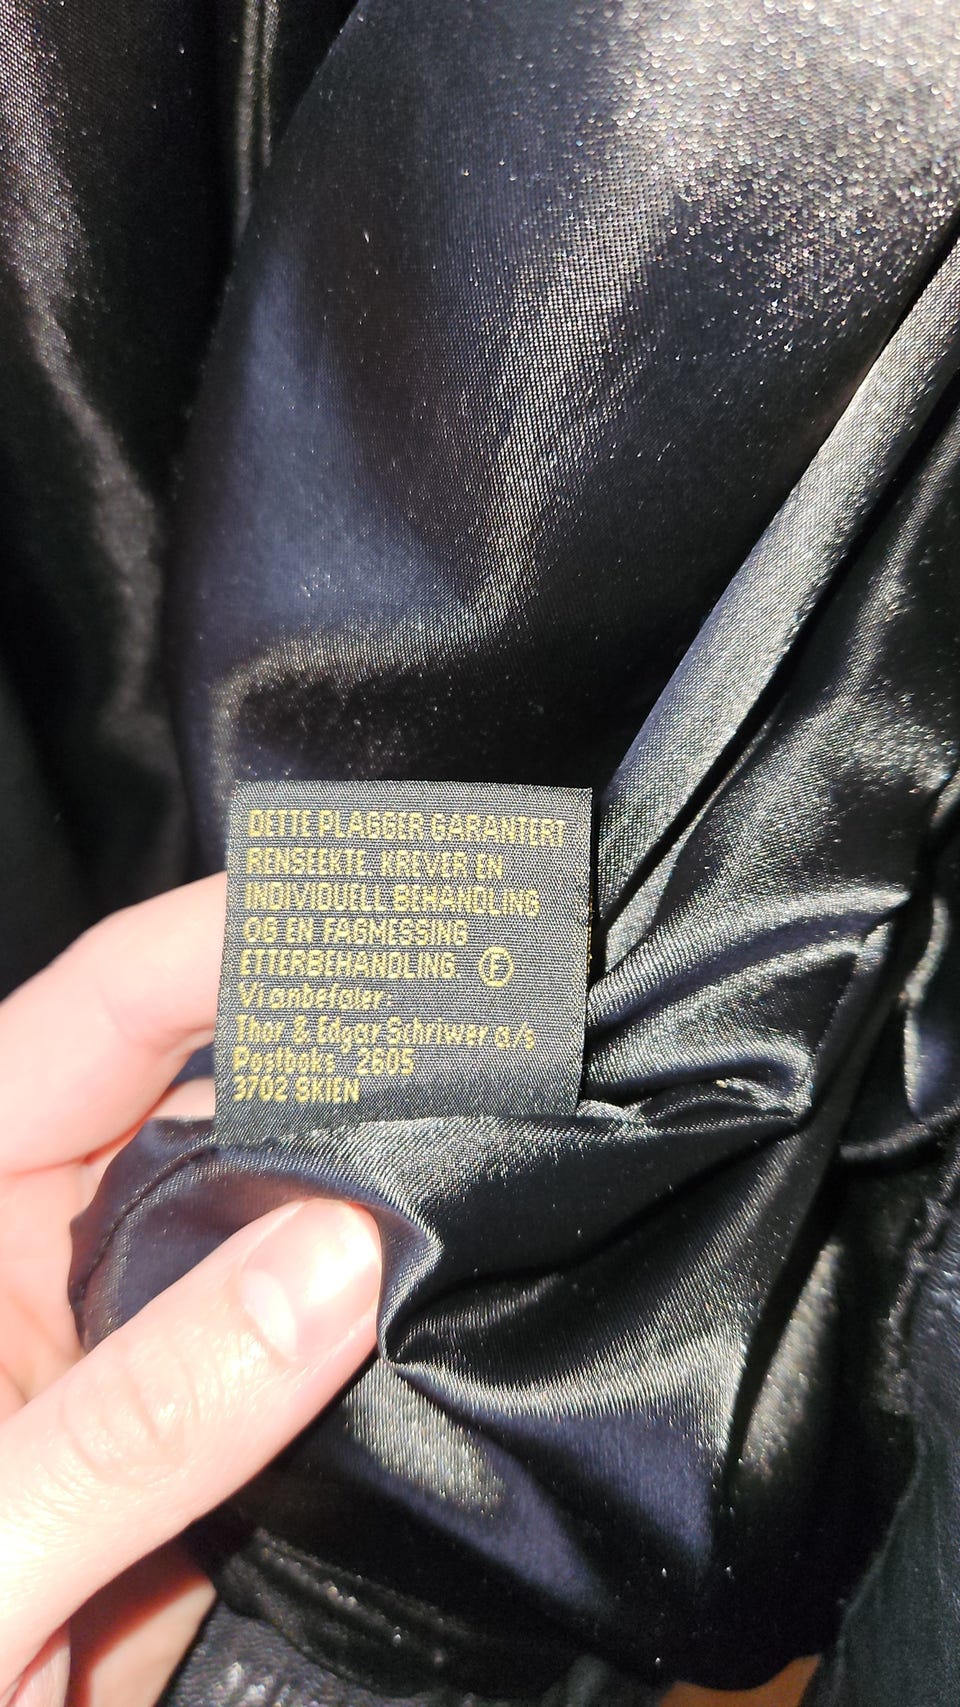 DETTE PLAGGER GARANTERT
RENSEEKTE. KREVER EN
INDIVIDUELL BEHANDLING
OG EN FAGMESSING
ETTERBEHANDLING. F
Vi anbefaler:
Thor & Edgar Schriwer a/s
Postboks 2605
3702 SKIEN